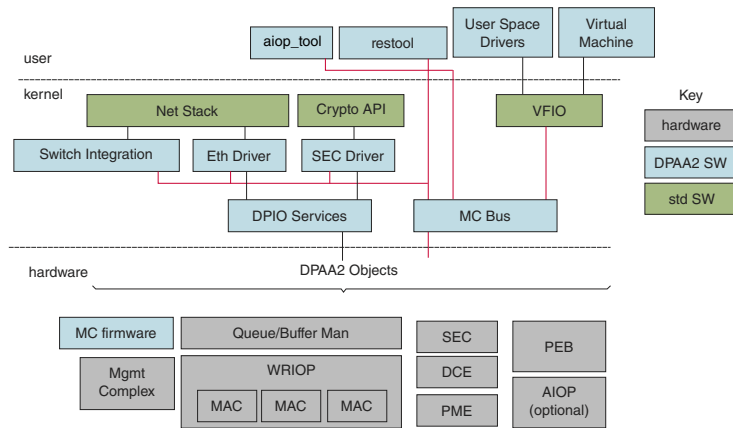 user
aiop_tool
restool
User Space
Drivers
Virtual
Machine
kernel
Net Stack
Crypto API
VFIO
Switch Integration
Eth Driver
SEC Driver
DPIO Services
MC Bus
Key
hardware
DPAA2 SW
std SW
hardware
DPAA2 Objects
MC firmware
Queue/Buffer Man
SEC
PEB
Mgmt
Complex
WRIOP
MAC
MAC
MAC
DCE
PME
AIOP
(optional)